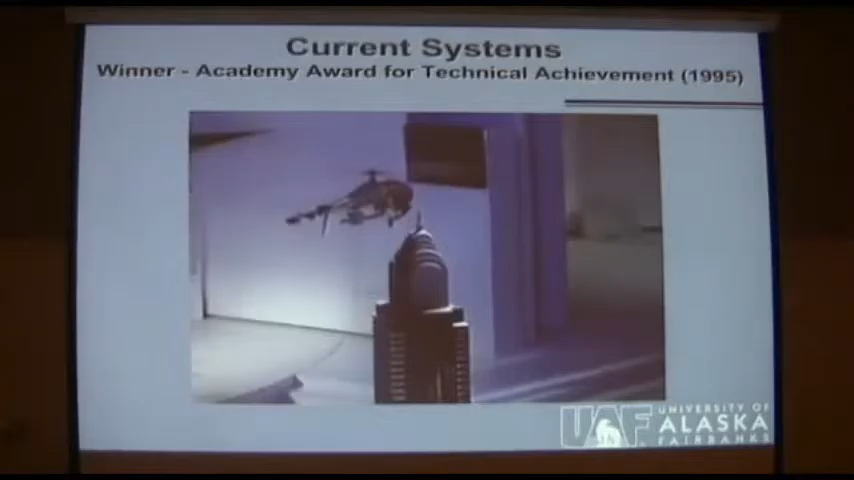 Current Systems
Winner - Academy Award for Technical Achievement (1995)
UAF
UNIVERSITY OF
ALASKA
FAIRBANKS